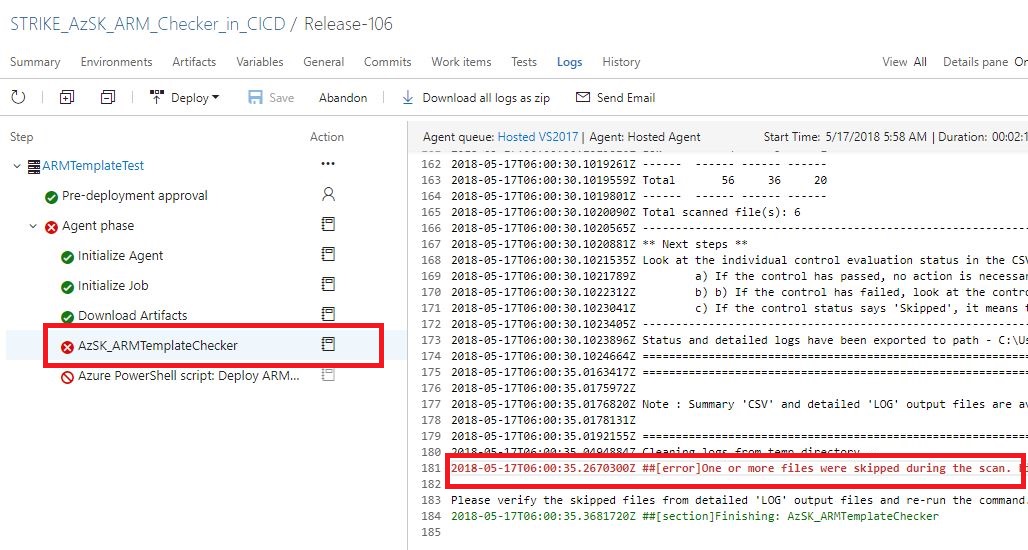 STRIKE_AzSK_ARM_Checker_in_CICD / Release-106
Summary Environments Artifacts Variables General Commits Work items Tests Logs History View All Details pane On
Deploy Save Abandon Download all logs as zip Send Email
Step Action
Agent queue: Hosted VS2017 | Agent: Hosted Agent Start Time: 5/17/2018 5:58 AM | Duration: 00:02:1
ARMTemplateTest ...
Pre-deployment approval
Agent phase
Initialize Agent
Initialize Job
Download Artifacts
AzSK_ARMTemplateChecker
Azure PowerShell script: Deploy ARM...
162 2018-05-17T06:00:30.1019261Z ------ ------ ------ ------
163 2018-05-17T06:00:30.1019559Z Total 56 36 20
164 2018-05-17T06:00:30.1019801Z ------ ------ ------ ------
165 2018-05-17T06:00:30.1020090Z Total scanned file(s): 6
166 2018-05-17T06:00:30.1020565Z ------------------------------------------------------------
167 2018-05-17T06:00:30.1020881Z ** Next steps **
168 2018-05-17T06:00:30.1021535Z Look at the individual control evaluation status in the CSV
169 2018-05-17T06:00:30.1021789Z a) If the control has passed, no action is necessa
170 2018-05-17T06:00:30.1022312Z b) b) If the control has failed, look at the contro
171 2018-05-17T06:00:30.1023041Z c) If the control status says 'Skipped', it means t
172 2018-05-17T06:00:30.1023405Z ------------------------------------------------------------
173 2018-05-17T06:00:30.1023896Z Status and detailed logs have been exported to path - C:\Us
174 2018-05-17T06:00:30.1024664Z ============================================================
175 2018-05-17T06:00:35.0163417Z ============================================================
176 2018-05-17T06:00:35.0175972Z
177 2018-05-17T06:00:35.0176820Z Note : Summary 'CSV' and detailed 'LOG' output files are av
178 2018-05-17T06:00:35.0178131Z
179 2018-05-17T06:00:35.0192155Z ============================================================
180 2018-05-17T06:00:35.0494884Z Cleaning logs from temp directory
181 2018-05-17T06:00:35.2670300Z ##[error]One or more files were skipped during the scan.
182
183 Please verify the skipped files from detailed 'LOG' output files and re-run the command.
184 2018-05-17T06:00:35.3681720Z ##[section]Finishing: AzSK_ARMTemplateChecker
185